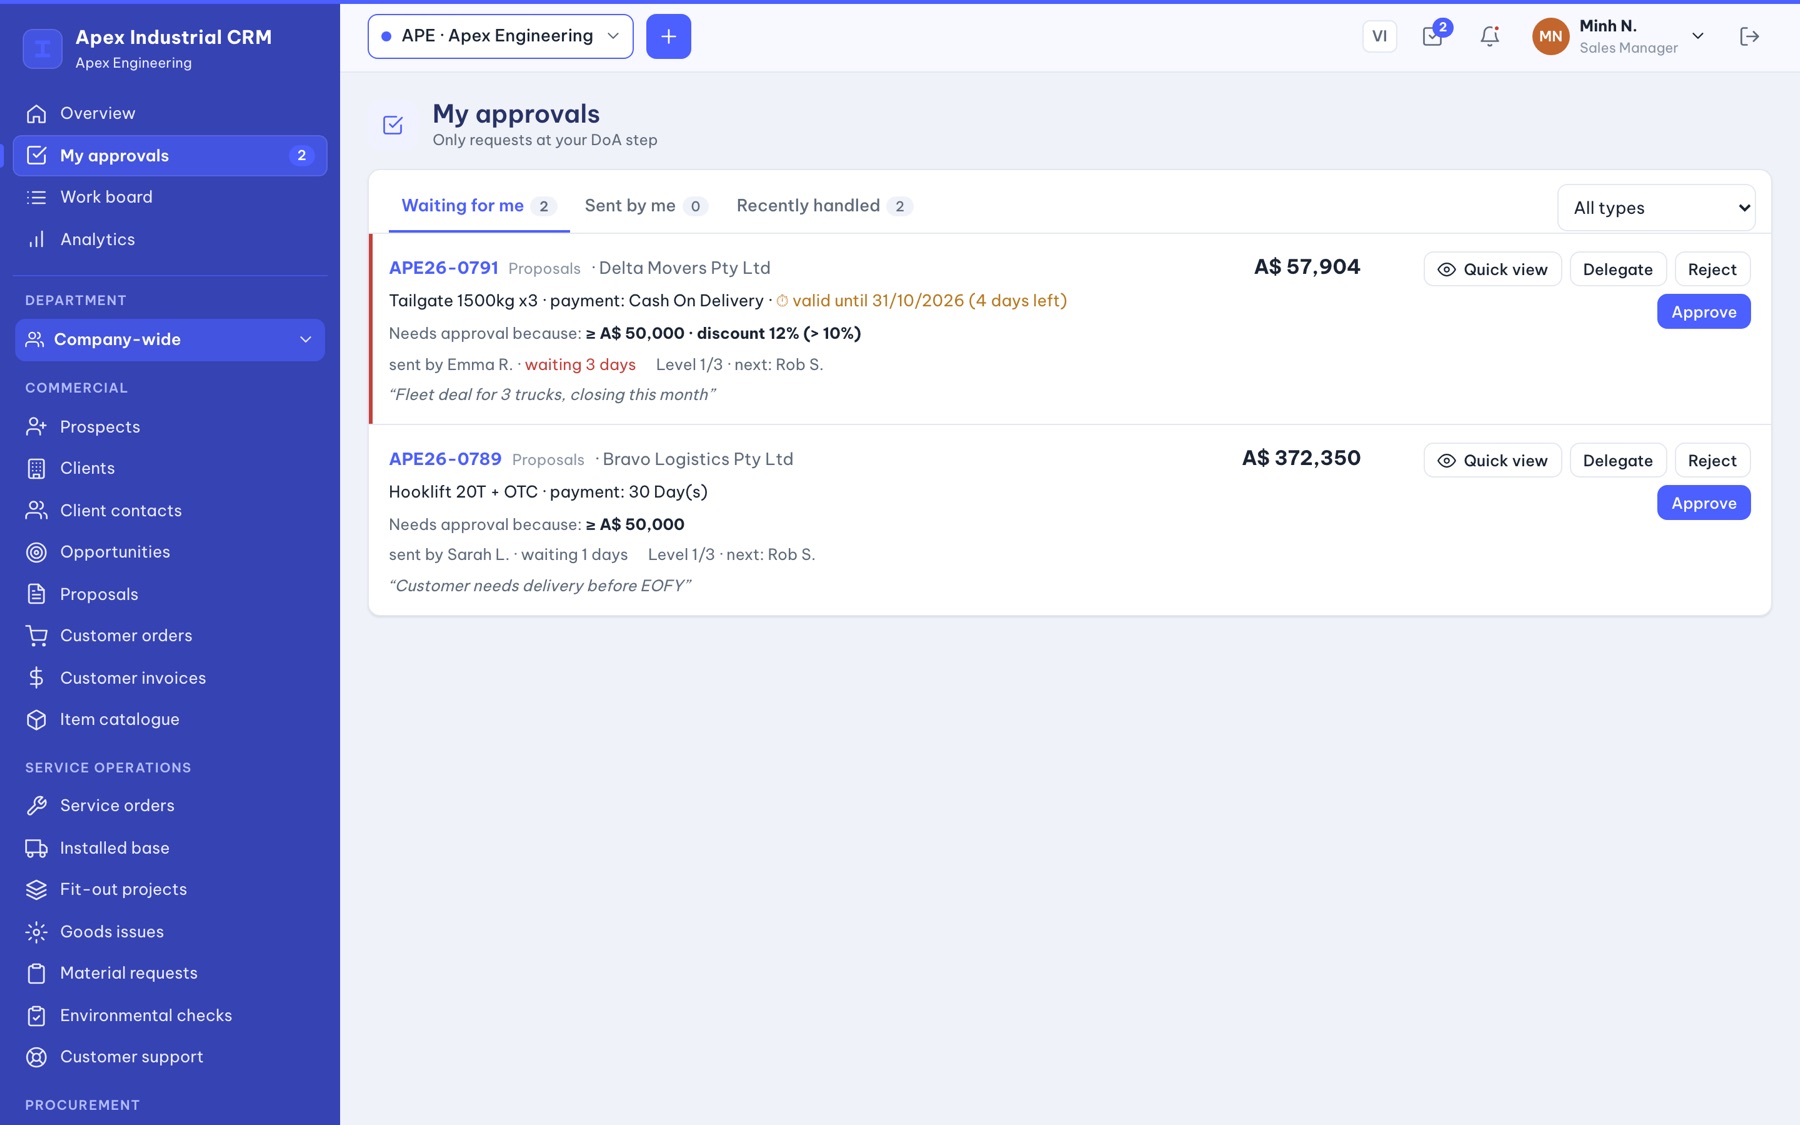 Apex Industrial CRM
Apex Engineering
Overview
My approvals 2
Work board
Analytics
DEPARTMENT
Company-wide
COMMERCIAL
Prospects
Clients
Client contacts
Opportunities
Proposals
Customer orders
Customer invoices
Item catalogue
SERVICE OPERATIONS
Service orders
Installed base
Fit-out projects
Goods issues
Material requests
Environmental checks
Customer support
PROCUREMENT
APE · Apex Engineering
VI
2
MN
Minh N.
Sales Manager
My approvals
Only requests at your DoA step
Waiting for me 2 Sent by me 0 Recently handled 2
All types
APE26-0791 Proposals · Delta Movers Pty Ltd
A$ 57,904
Quick view Delegate Reject
Approve
Tailgate 1500kg x3 · payment: Cash On Delivery · ⏱ valid until 31/10/2026 (4 days left)
Needs approval because: ≥ A$ 50,000 · discount 12% (> 10%)
sent by Emma R. · waiting 3 days Level 1/3 · next: Rob S.
“Fleet deal for 3 trucks, closing this month”
APE26-0789 Proposals · Bravo Logistics Pty Ltd
A$ 372,350
Quick view Delegate Reject
Approve
Hooklift 20T + OTC · payment: 30 Day(s)
Needs approval because: ≥ A$ 50,000
sent by Sarah L. · waiting 1 days Level 1/3 · next: Rob S.
“Customer needs delivery before EOFY”